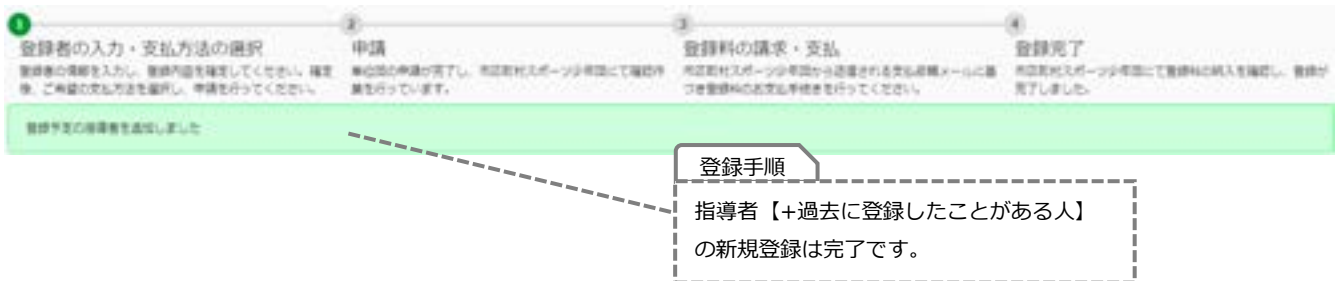 1
2
3
4
登録者の入力・支払方法の選択
申請
登録料の請求・支払
登録完了
登録者の情報を入力し、登録内容を確定してください。確定
後、ご希望の支払方法を選択し、申請を行ってください。
単位団の申請が完了し、市区町村スポーツ少年団にて確認作
業を行っています。
市区町村スポーツ少年団から送信される支払依頼メールに基
づき登録料のお支払手続きを行ってください。
市区町村スポーツ少年団にて登録料の納入を確認し、登録が
完了しました。
登録予定の指導者を追加しました
登録手順
指導者【+過去に登録したことがある人】
の新規登録は完了です。